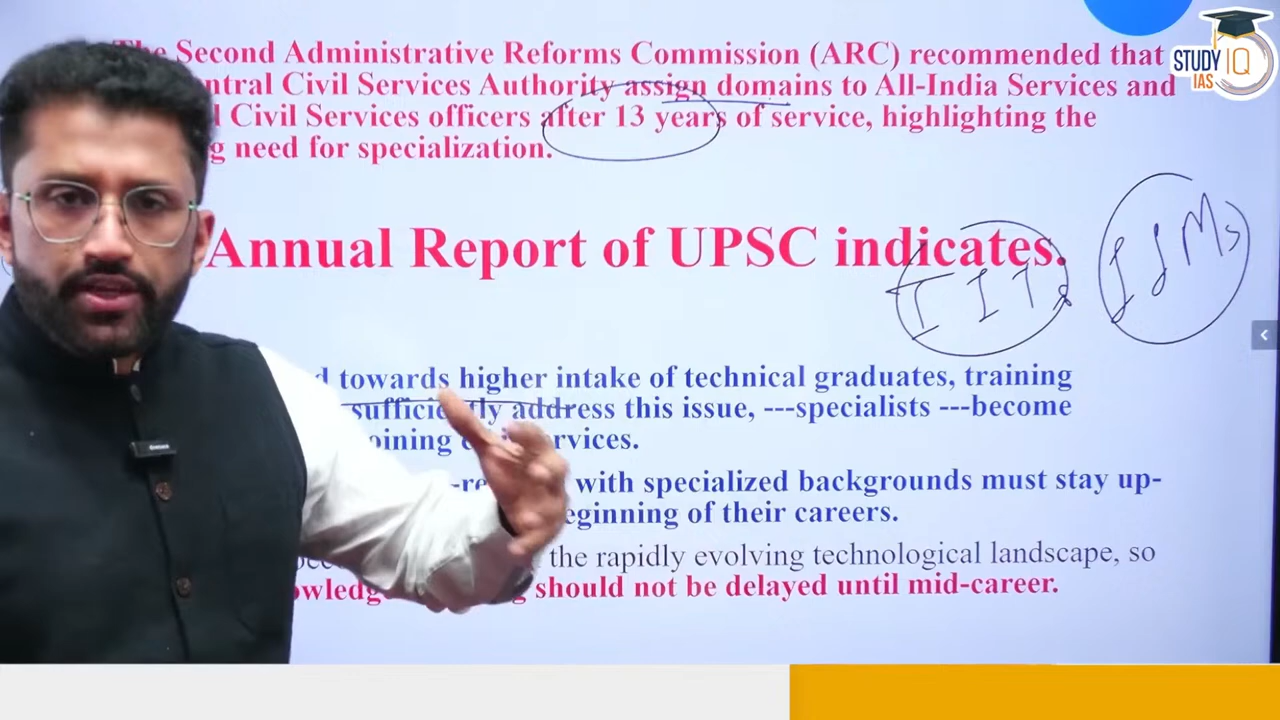 The Second Administrative Reforms Commission (ARC) recommended that
Central Civil Services Authority assign domains to All-India Services and
Civil Services officers after 13 years of service, highlighting the
need for specialization.
Annual Report of UPSC indicates.
IITs
IIMs
towards higher intake of technical graduates, training
sufficiently address this issue, ---specialists ---become
joining services.
with specialized backgrounds must stay up-
beginning of their careers.
the rapidly evolving technological landscape, so
should not be delayed until mid-career.
STUDY
IQ
IAS